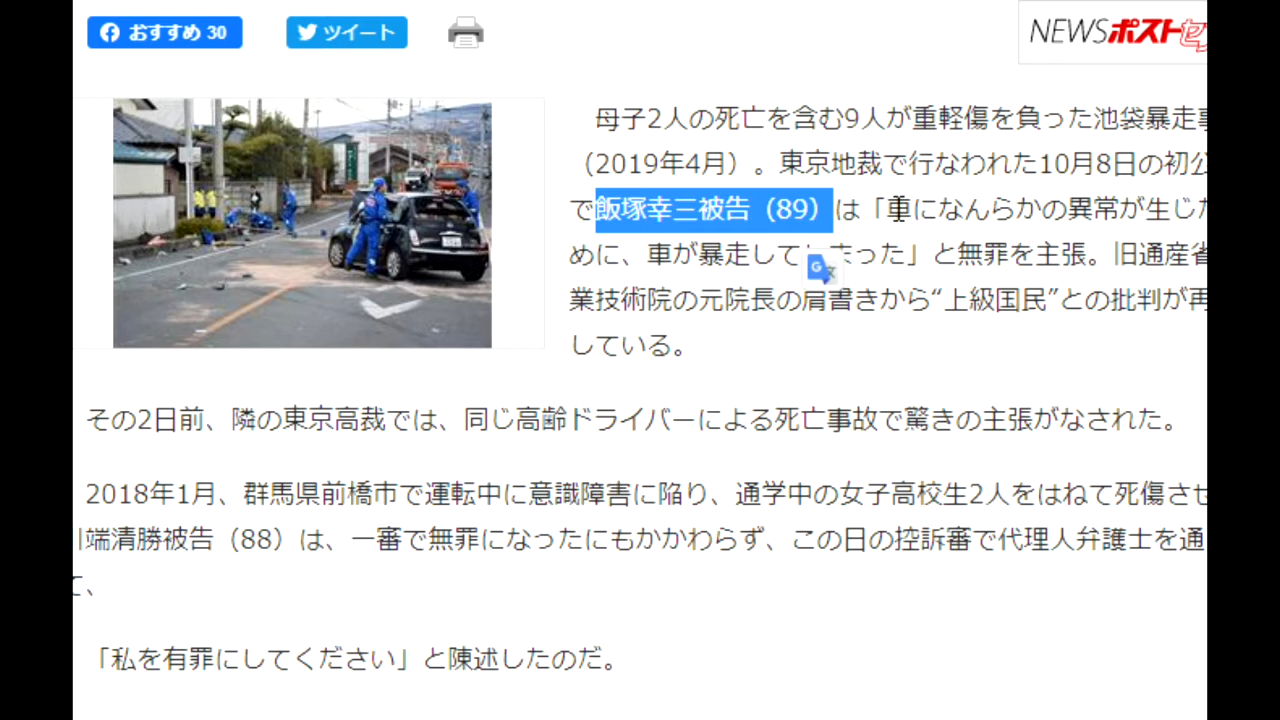 おすすめ 30
ツイート
NEWSポストセ
母子2人の死亡を含む9人が重軽傷を負った池袋暴走事
（2019年4月）。東京地裁で行なわれた10月8日の初公
で飯塚幸三被告（89）は「車になんらかの異常が生じた
めに、車が暴走してしまった」と無罪を主張。旧通産省
業技術院の元院長の肩書きから“上級国民”との批判が再
している。
その2日前、隣の東京高裁では、同じ高齢ドライバーによる死亡事故で驚きの主張がなされた。
2018年1月、群馬県前橋市で運転中に意識障害に陥り、通学中の女子高校生2人をはねて死傷させ
端清勝被告（88）は、一審で無罪になったにもかかわらず、この日の控訴審で代理人弁護士を通
て、
「私を有罪にしてください」と陳述したのだ。